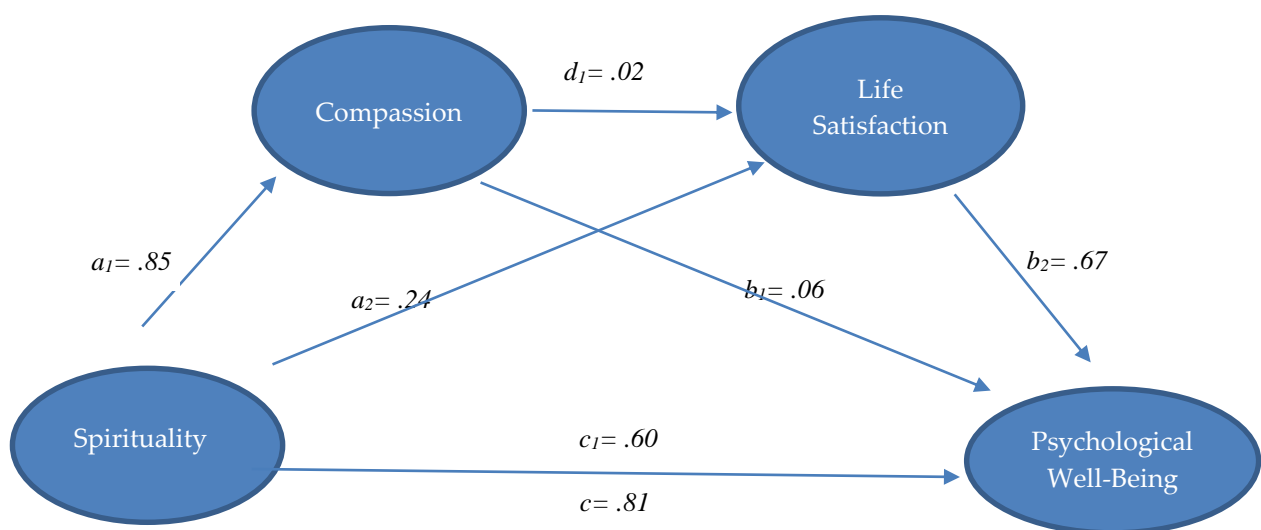 d₁= .02
Compassion
Life
Satisfaction
a₁= .85
a₂= .24
b₁= .06
b₂= .67
Spirituality
c₁= .60
c= .81
Psychological
Well-Being